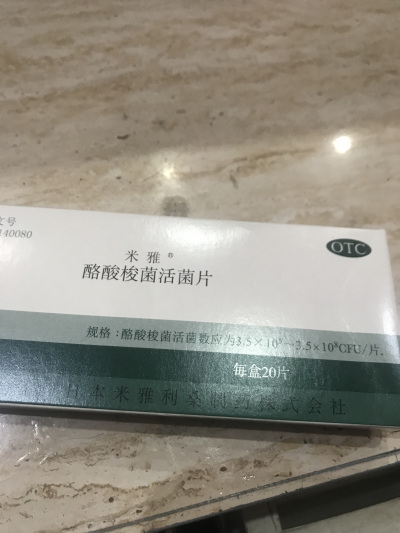 文号
140080
OTC
米雅®
酪酸梭菌活菌片
规格:酪酸梭菌活菌数应为3.5×10⁵~3.5×10⁸CFU/片.
每盒20片
日本米雅利桑制药株式会社